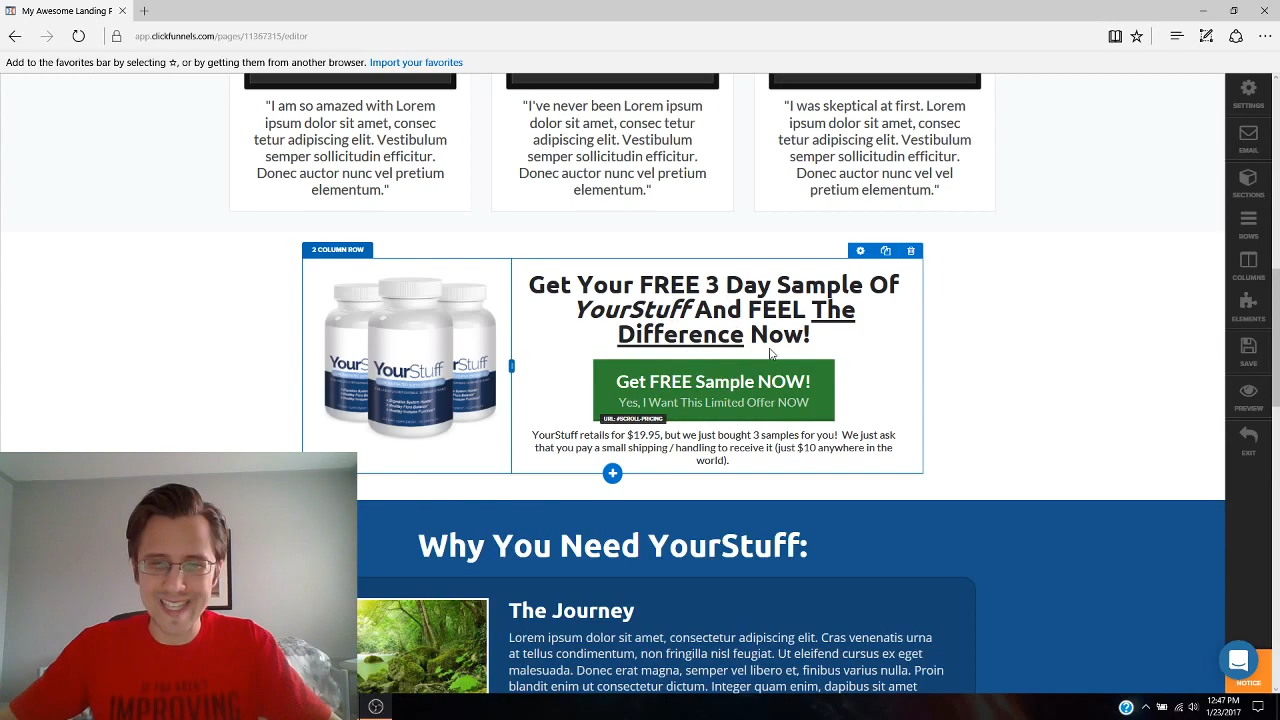 My Awesome Landing P
app.clickfunnels.com/pages/11367315/editor
Add to the favorites bar by selecting ☆, or by getting them from another browser. Import your favorites
"I am so amazed with Lorem
ipsum dolor sit amet, consec
tetur adipiscing elit. Vestibulum
semper sollicitudin efficitur.
Donec auctor nunc vel pretium
elementum."
"I've never been Lorem ipsum
dolor sit amet, consec tetur
adipiscing elit. Vestibulum
semper sollicitudin efficitur.
Donec auctor nunc vel vel
pretium elementum."
"I was skeptical at first. Lorem
ipsum dolor sit amet, consec
tetur adipiscing elit. Vestibulum
semper sollicitudin efficitur.
Donec auctor nunc vel vel
pretium elementum."
2 COLUMN ROW
Get Your FREE 3 Day Sample Of
YourStuff And FEEL The
Difference Now!
YourStuff
Get FREE Sample NOW!
Yes, I Want This Limited Offer NOW
URL: #SCROLL-PRICING
YourStuff retails for $19.95, but we just bought 3 samples for you! We just ask
that you pay a small shipping / handling to receive it (just $10 anywhere in the
world).
Why You Need YourStuff:
The Journey
Lorem ipsum dolor sit amet, consectetur adipiscing elit. Cras venenatis urna
at tellus condimentum, non fringilla nisl feugiat. Ut eleifend cursus ex eget
malesuada. Donec erat magna, semper vel libero et, finibus varius nulla. Proin
blandit enim ut consectetur dictum. Integer quam enim, dapibus sit amet
SETTINGS
EMAIL
SECTIONS
ROWS
COLUMNS
ELEMENTS
SAVE
PREVIEW
EXIT
NOTICE
IMPROVING
12:47 PM
1/23/2017